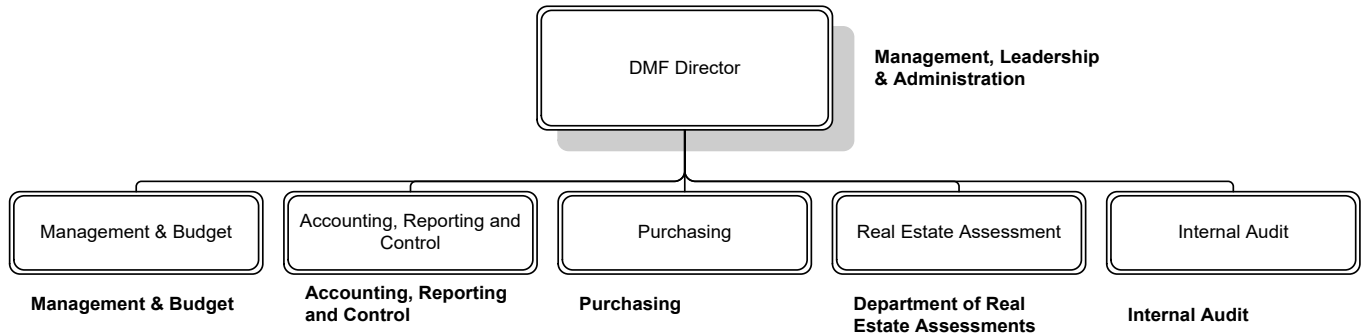 DMF Director
Management, Leadership
& Administration
Management & Budget
Accounting, Reporting and
Control
Purchasing
Real Estate Assessment
Internal Audit
Management & Budget
Accounting, Reporting
and Control
Purchasing
Department of Real
Estate Assessments
Internal Audit